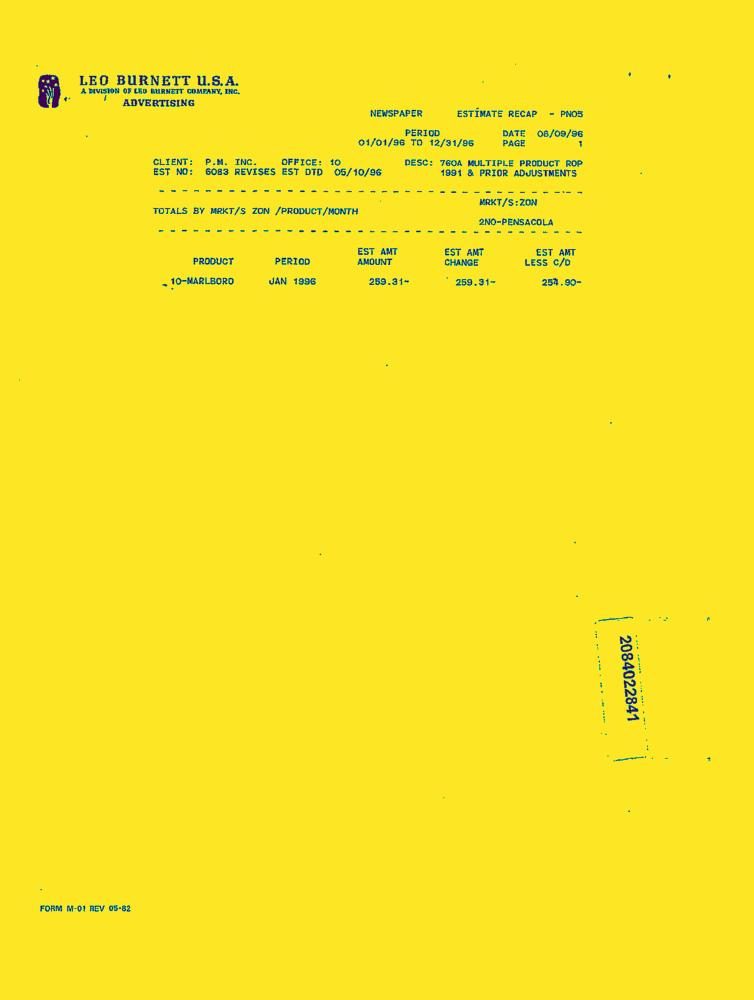 LEO BURNETT U.S.A.
A DIVISION OF LEO BURNETT COMPANY, INC.
ADVERTISING
NEWSPAPER ESTIMATE RECAP - PN05
PERIOD DATE 08/09/96
01/01/96 TO 12/31/96 PAGE 1
CLIENT: P.M. INC. OFFICE: 10 DESC: 760A MULTIPLE PRODUCT ROP
EST NO: 6083 REVISES EST DTD 05/10/96 1991 & PRIOR ADJUSTMENTS
MRKT/S:ZON
TOTALS BY MRKT/S ZON /PRODUCT/MONTH
2NO-PENSACOLA
EST AMT EST AMT EST AMT
PRODUCT PERIOD AMOUNT CHANGE LESS C/D
10-MARLBORO JAN 1996 259.31- 259.31- 254.90-
2084022841
FORM M-01 REV 05-82